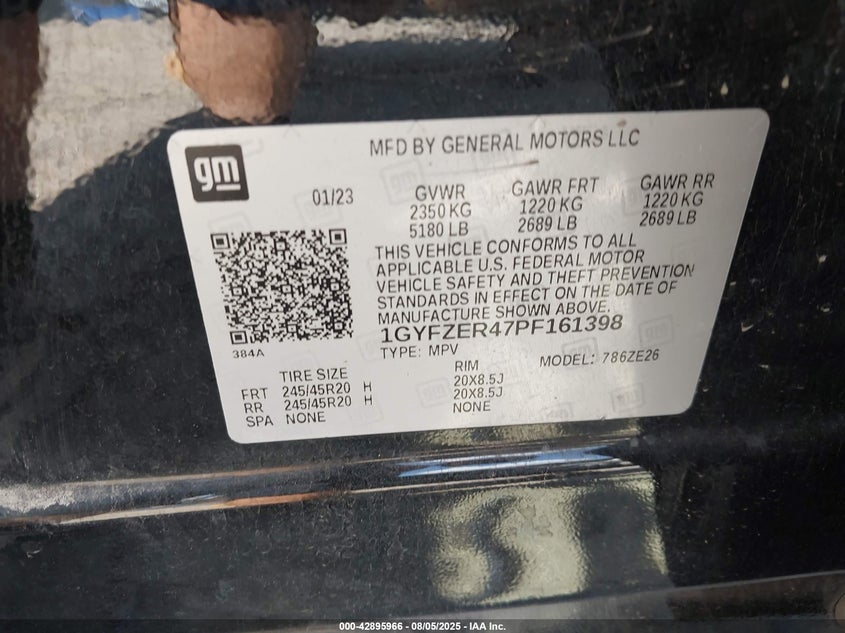 gm
MFD BY GENERAL MOTORS LLC
01/23
GVWR
2350 KG
5180 LB
GAWR FRT
1220 KG
2689 LB
GAWR RR
1220 KG
2689 LB
THIS VEHICLE CONFORMS TO ALL
APPLICABLE U.S. FEDERAL MOTOR
VEHICLE SAFETY AND THEFT PREVENTION
STANDARDS IN EFFECT ON THE DATE OF
MANUFACTURE SHOWN ABOVE.
1GYFZER47PF161398
TYPE: MPV
MODEL: 786ZE26
384A
TIRE SIZE
RIM
FRT 245/45R20 H 20X8.5J
RR 245/45R20 H 20X8.5J
SPA NONE NONE
000-42895966 - 08/05/2025 - IAA Inc.